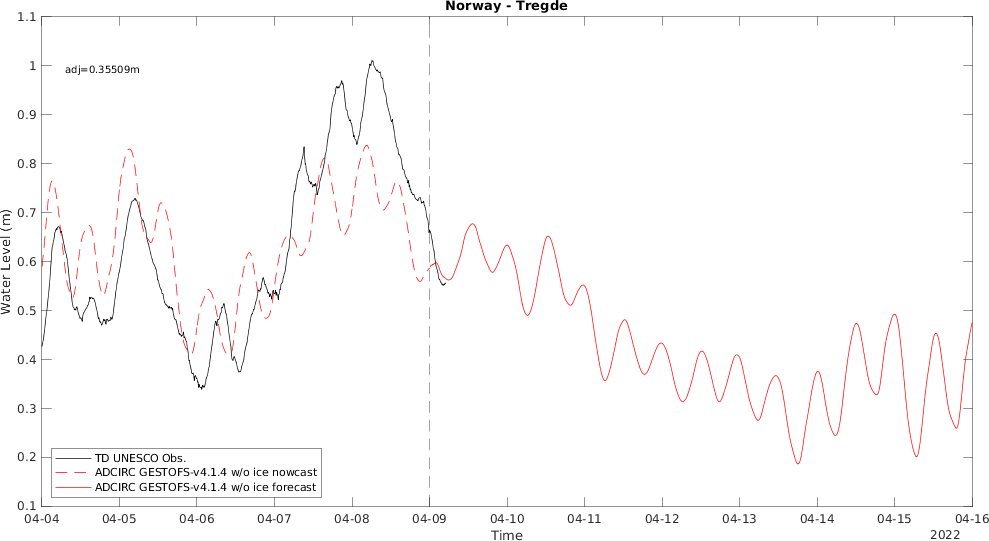 Norway - Tregde
1.1
1
0.9
0.8
0.7
0.6
0.5
0.4
0.3
0.2
0.1
Water Level (m)
adj=0.35509m
TD UNESCO Obs.
ADCIRC GESTOFS-v4.1.4 w/o ice nowcast
ADCIRC GESTOFS-v4.1.4 w/o ice forecast
04-04 04-05 04-06 04-07 04-08 04-09 04-10 04-11 04-12 04-13 04-14 04-15 04-16
Time
2022